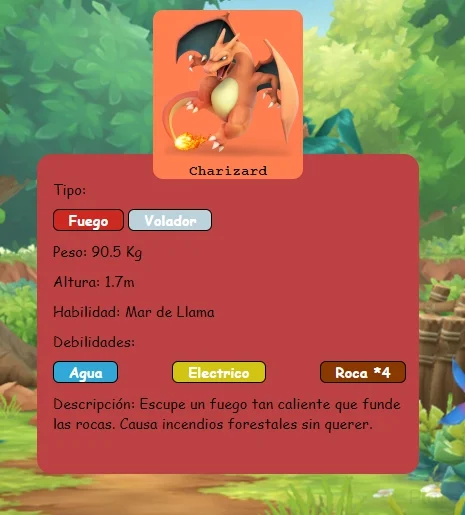 Charizard
Tipo:
Fuego Volador
Peso: 90.5 Kg
Altura: 1.7m
Habilidad: Mar de Llama
Debilidades:
Agua Electrico Roca *4
Descripción: Escupe un fuego tan caliente que funde
las rocas. Causa incendios forestales sin querer.